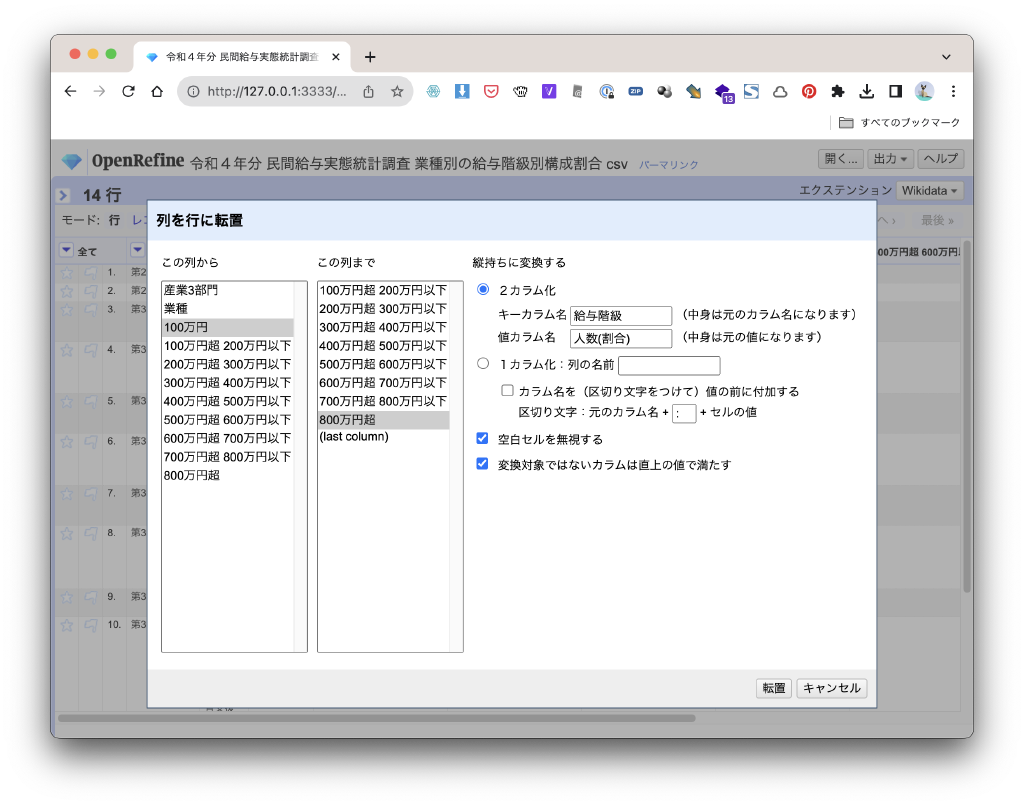 令和４年分 民間給与実態統計調査
http://127.0.0.1:3333/...
ZIP
13
すべてのブックマーク
OpenRefine 令和４年分 民間給与実態統計調査 業種別の給与階級別構成割合 csv パーマリンク
開く... 出力 ヘルプ
14 行
エクステンション Wikidata
モード: 行 レコ
へ › 最後 »
全て
00万円超 600万円
1. 第2
2. 第2
3. 第3
4. 第3
5. 第3
6. 第3
7. 第3
8. 第3
9. 第3
10. 第3
列を行に転置
この列から
産業3部門
業種
100万円
100万円超 200万円以下
200万円超 300万円以下
300万円超 400万円以下
400万円超 500万円以下
500万円超 600万円以下
600万円超 700万円以下
700万円超 800万円以下
800万円超
この列まで
100万円超 200万円以下
200万円超 300万円以下
300万円超 400万円以下
400万円超 500万円以下
500万円超 600万円以下
600万円超 700万円以下
700万円超 800万円以下
800万円超
(last column)
縦持ちに変換する
２カラム化
キーカラム名 給与階級 （中身は元のカラム名になります）
値カラム名 人数(割合) （中身は元の値になります）
１カラム化：列の名前
カラム名を（区切り文字をつけて）値の前に付加する
区切り文字：元のカラム名 + : + セルの値
空白セルを無視する
変換対象ではないカラムは直上の値で満たす
転置 キャンセル